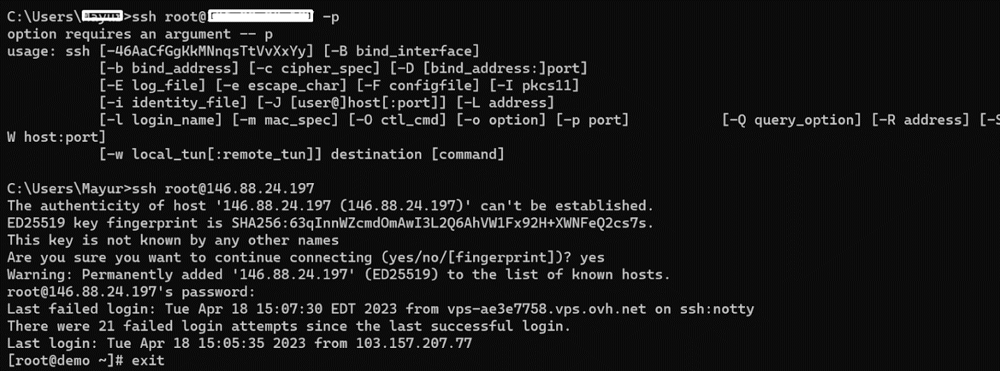 C:\Users\>ssh root@ -p
option requires an argument -- p
usage: ssh [-46AaCfGgKkMNnqsTtVvXxYy] [-B bind_interface]
[-b bind_address] [-c cipher_spec] [-D [bind_address:]port]
[-E log_file] [-e escape_char] [-F configfile] [-I pkcs11]
[-i identity_file] [-J [user@]host[:port]] [-L address]
[-l login_name] [-m mac_spec] [-O ctl_cmd] [-o option] [-p port] [-Q query_option] [-R address] [-S
W host:port]
[-w local_tun[:remote_tun]] destination [command]
C:\Users\Mayur>ssh root@146.88.24.197
The authenticity of host '146.88.24.197 (146.88.24.197)' can't be established.
ED25519 key fingerprint is SHA256:63qInnWZcmdOmAwI3L2Q6AhVW1Fx92H+XWNFeQ2cs7s.
This key is not known by any other names
Are you sure you want to continue connecting (yes/no/[fingerprint])? yes
Warning: Permanently added '146.88.24.197' (ED25519) to the list of known hosts.
root@146.88.24.197's password:
Last failed login: Tue Apr 18 15:07:30 EDT 2023 from vps-ae3e7758.vps.ovh.net on ssh:notty
There were 21 failed login attempts since the last successful login.
Last login: Tue Apr 18 15:05:35 2023 from 103.157.207.77
[root@demo ~]# exit